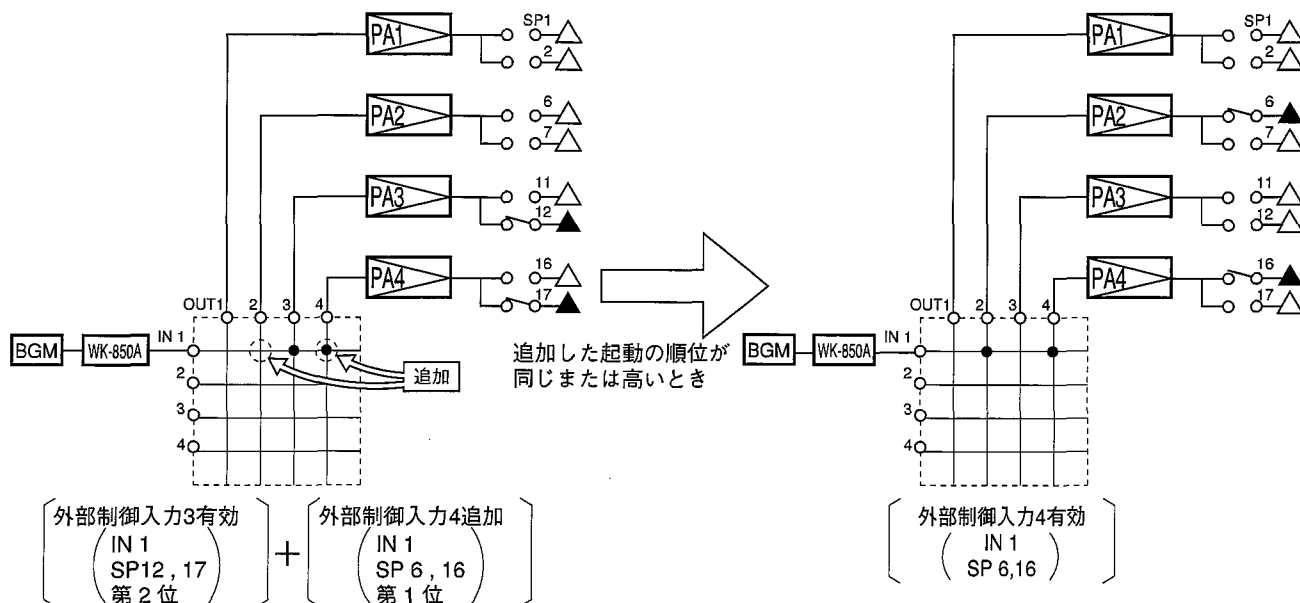 PA1
SP1
2
PA2
6
7
PA3
11
12
PA4
16
17
OUT1 2 3 4
BGM WK-850A IN 1
2
3
4
追加
外部制御入力3有効
IN 1
SP12 , 17
第2位
+
外部制御入力4追加
IN 1
SP 6 , 16
第1位
追加した起動の順位が
同じまたは高いとき
PA1
SP1
2
PA2
6
7
PA3
11
12
PA4
16
17
OUT1 2 3 4
BGM WK-850A IN 1
2
3
4
外部制御入力4有効
IN 1
SP 6,16